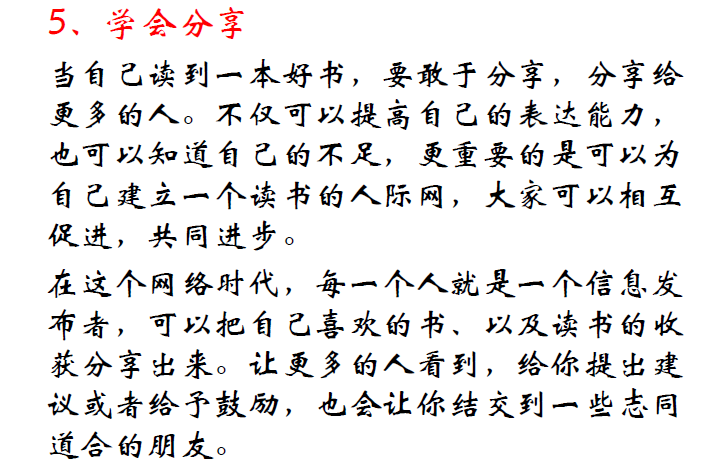 5、学会分享
当自己读到一本好书，要敢于分享，分享给
更多的人。不仅可以提高自己的表达能力，
也可以知道自己的不足，更重要的是可以为
自己建立一个读书的人际网，大家可以相互
促进，共同进步。
在这个网络时代，每一个人就是一个信息发
布者，可以把自己喜欢的书、以及读书的收
获分享出来。让更多的人看到，给你提出建
议或者给予鼓励，也会让你结交到一些志同
道合的朋友。